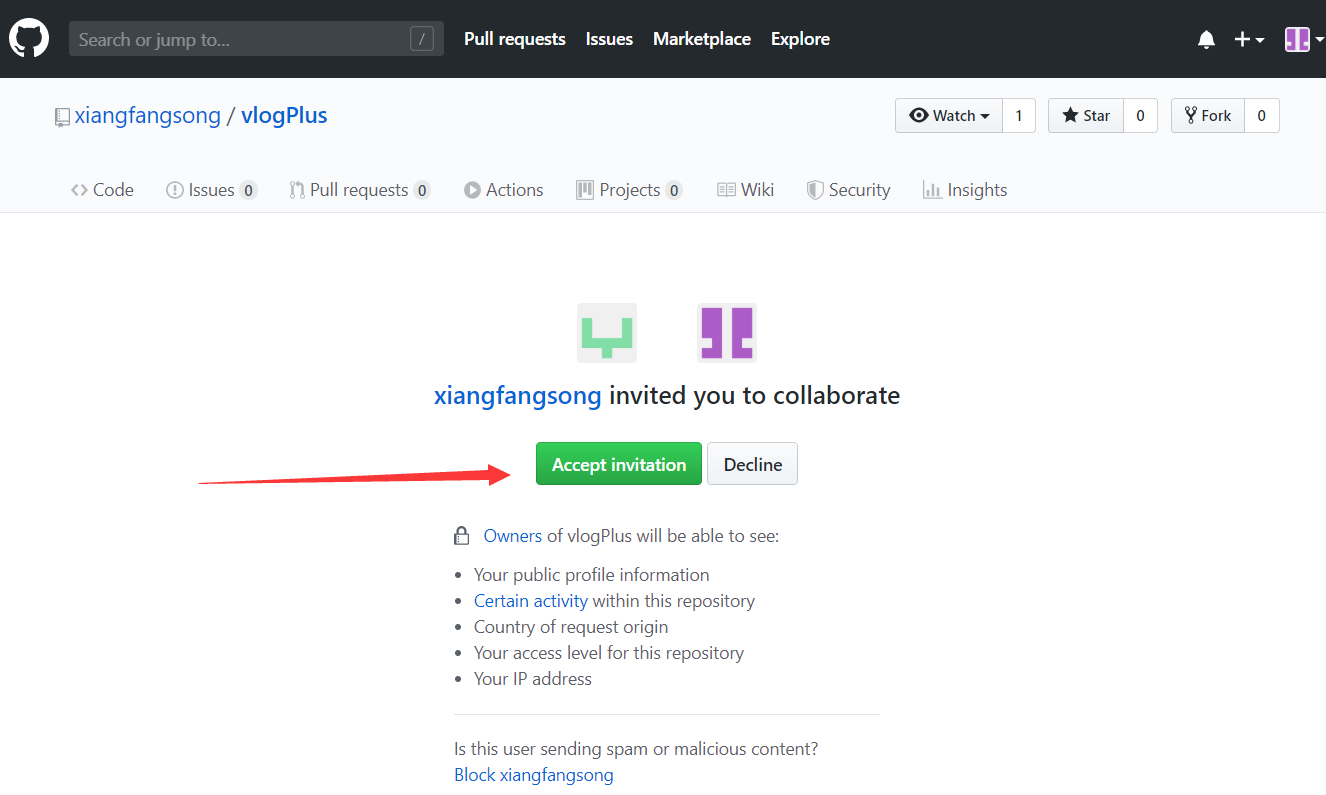 Search or jump to... / Pull requests Issues Marketplace Explore
xiangfangsong / vlogPlus Watch 1 Star 0 Fork 0
Code Issues 0 Pull requests 0 Actions Projects 0 Wiki Security Insights
xiangfangsong invited you to collaborate
Accept invitation Decline
Owners of vlogPlus will be able to see:
• Your public profile information
• Certain activity within this repository
• Country of request origin
• Your access level for this repository
• Your IP address
Is this user sending spam or malicious content?
Block xiangfangsong